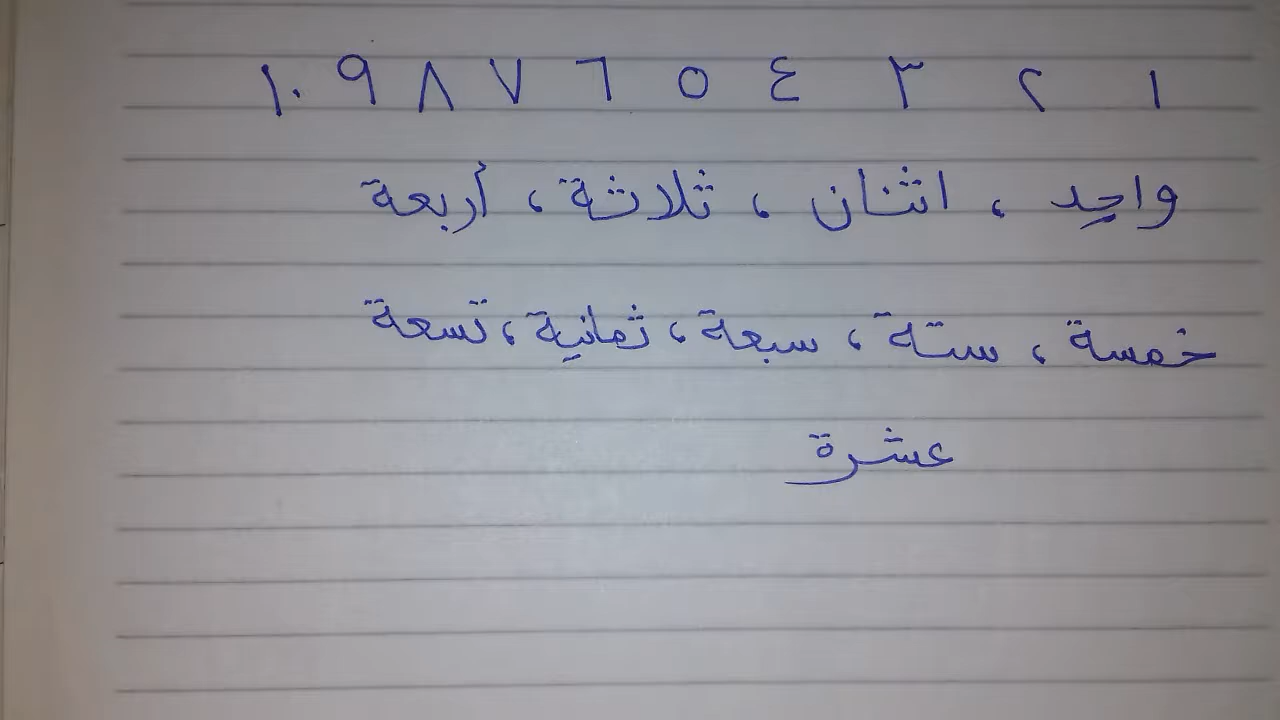 ١ ٢ ٣ ٤ ٥ ٦ ٧ ٨ ٩ ١٠
واحد ، اثنان ، ثلاثة ، أربعة
خمسة ، ستة ، سبعة ، ثمانية ، تسعة
عشرة